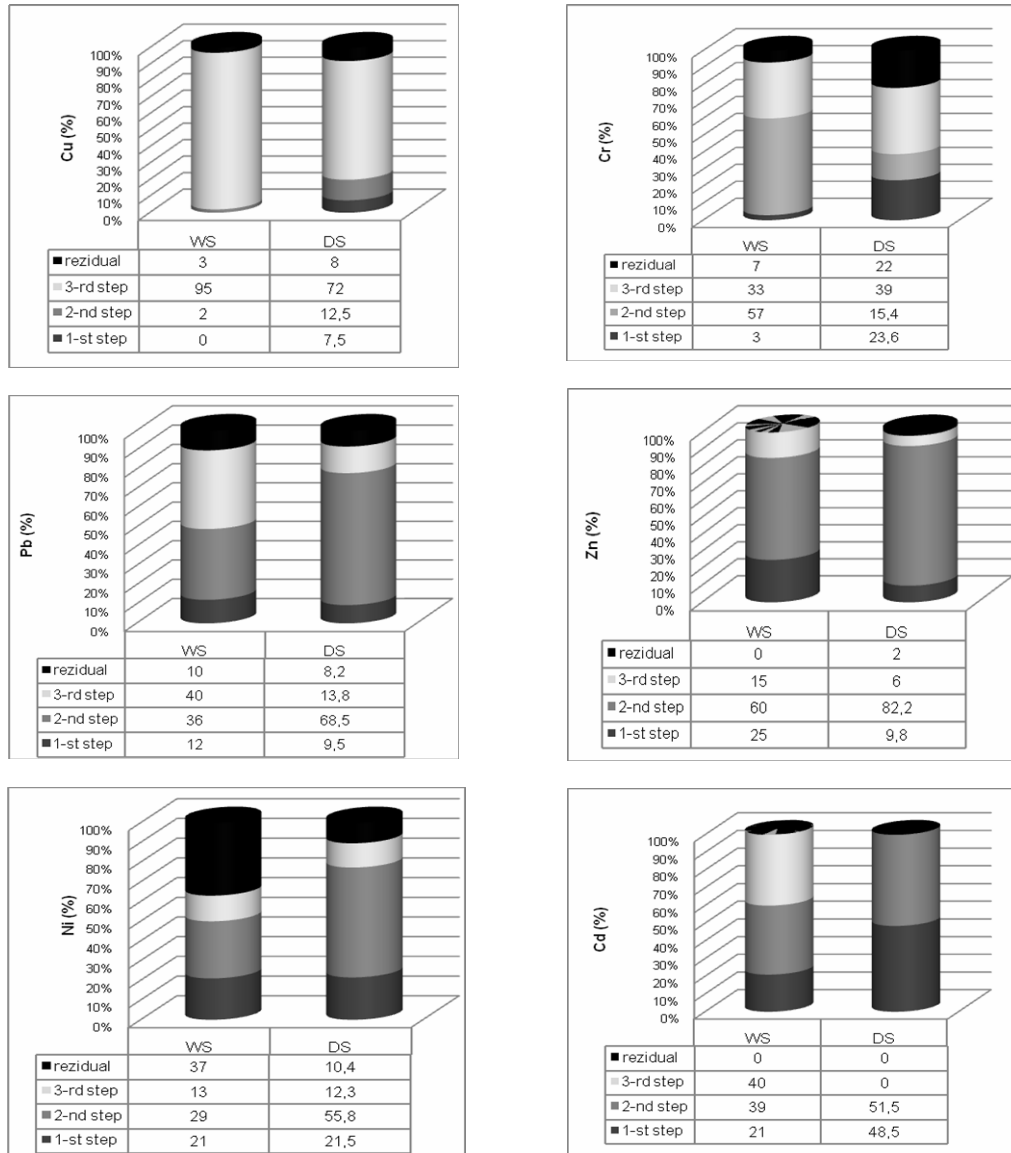 Cu (%)
100%
90%
80%
70%
60%
50%
40%
30%
20%
10%
0%
WS DS
rezidual 3 8
3-rd step 95 72
2-nd step 2 12,5
1-st step 0 7,5
Cr (%)
100%
90%
80%
70%
60%
50%
40%
30%
20%
10%
0%
WS DS
rezidual 7 22
3-rd step 33 39
2-nd step 57 15,4
1-st step 3 23,6
Pb (%)
100%
90%
80%
70%
60%
50%
40%
30%
20%
10%
0%
WS DS
rezidual 10 8,2
3-rd step 40 13,8
2-nd step 36 68,5
1-st step 12 9,5
Zn (%)
100%
90%
80%
70%
60%
50%
40%
30%
20%
10%
0%
WS DS
rezidual 0 2
3-rd step 15 6
2-nd step 60 82,2
1-st step 25 9,8
Ni (%)
100%
90%
80%
70%
60%
50%
40%
30%
20%
10%
0%
WS DS
rezidual 37 10,4
3-rd step 13 12,3
2-nd step 29 55,8
1-st step 21 21,5
Cd (%)
100%
90%
80%
70%
60%
50%
40%
30%
20%
10%
0%
WS DS
rezidual 0 0
3-rd step 40 0
2-nd step 39 51,5
1-st step 21 48,5